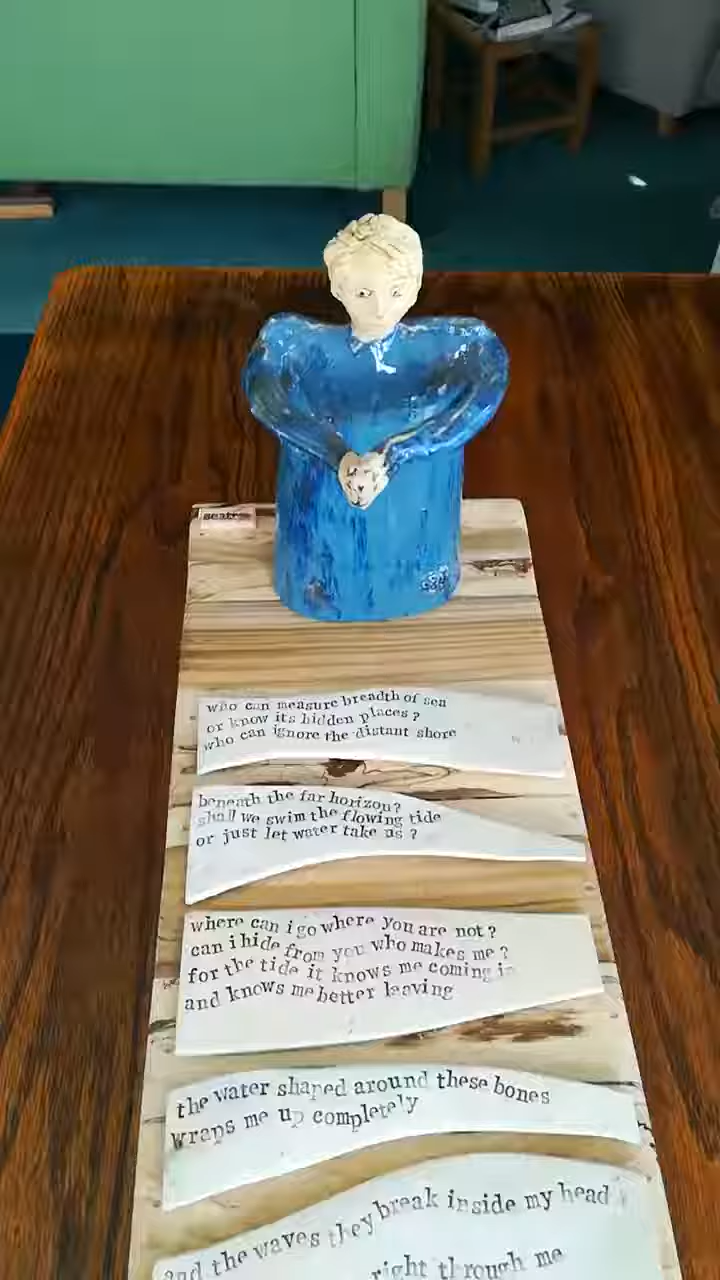 who can measure breadth of sea
or know its hidden places?
who can ignore the distant shore
beneath the far horizon?
shall we swim the flowing tide
or just let water take us?
where can i go where you are not?
can i hide from you who makes me?
for the tide it knows me coming in
and knows me better leaving
the water shaped around these bones
wraps me up completely
and the waves they break inside my head
right through me